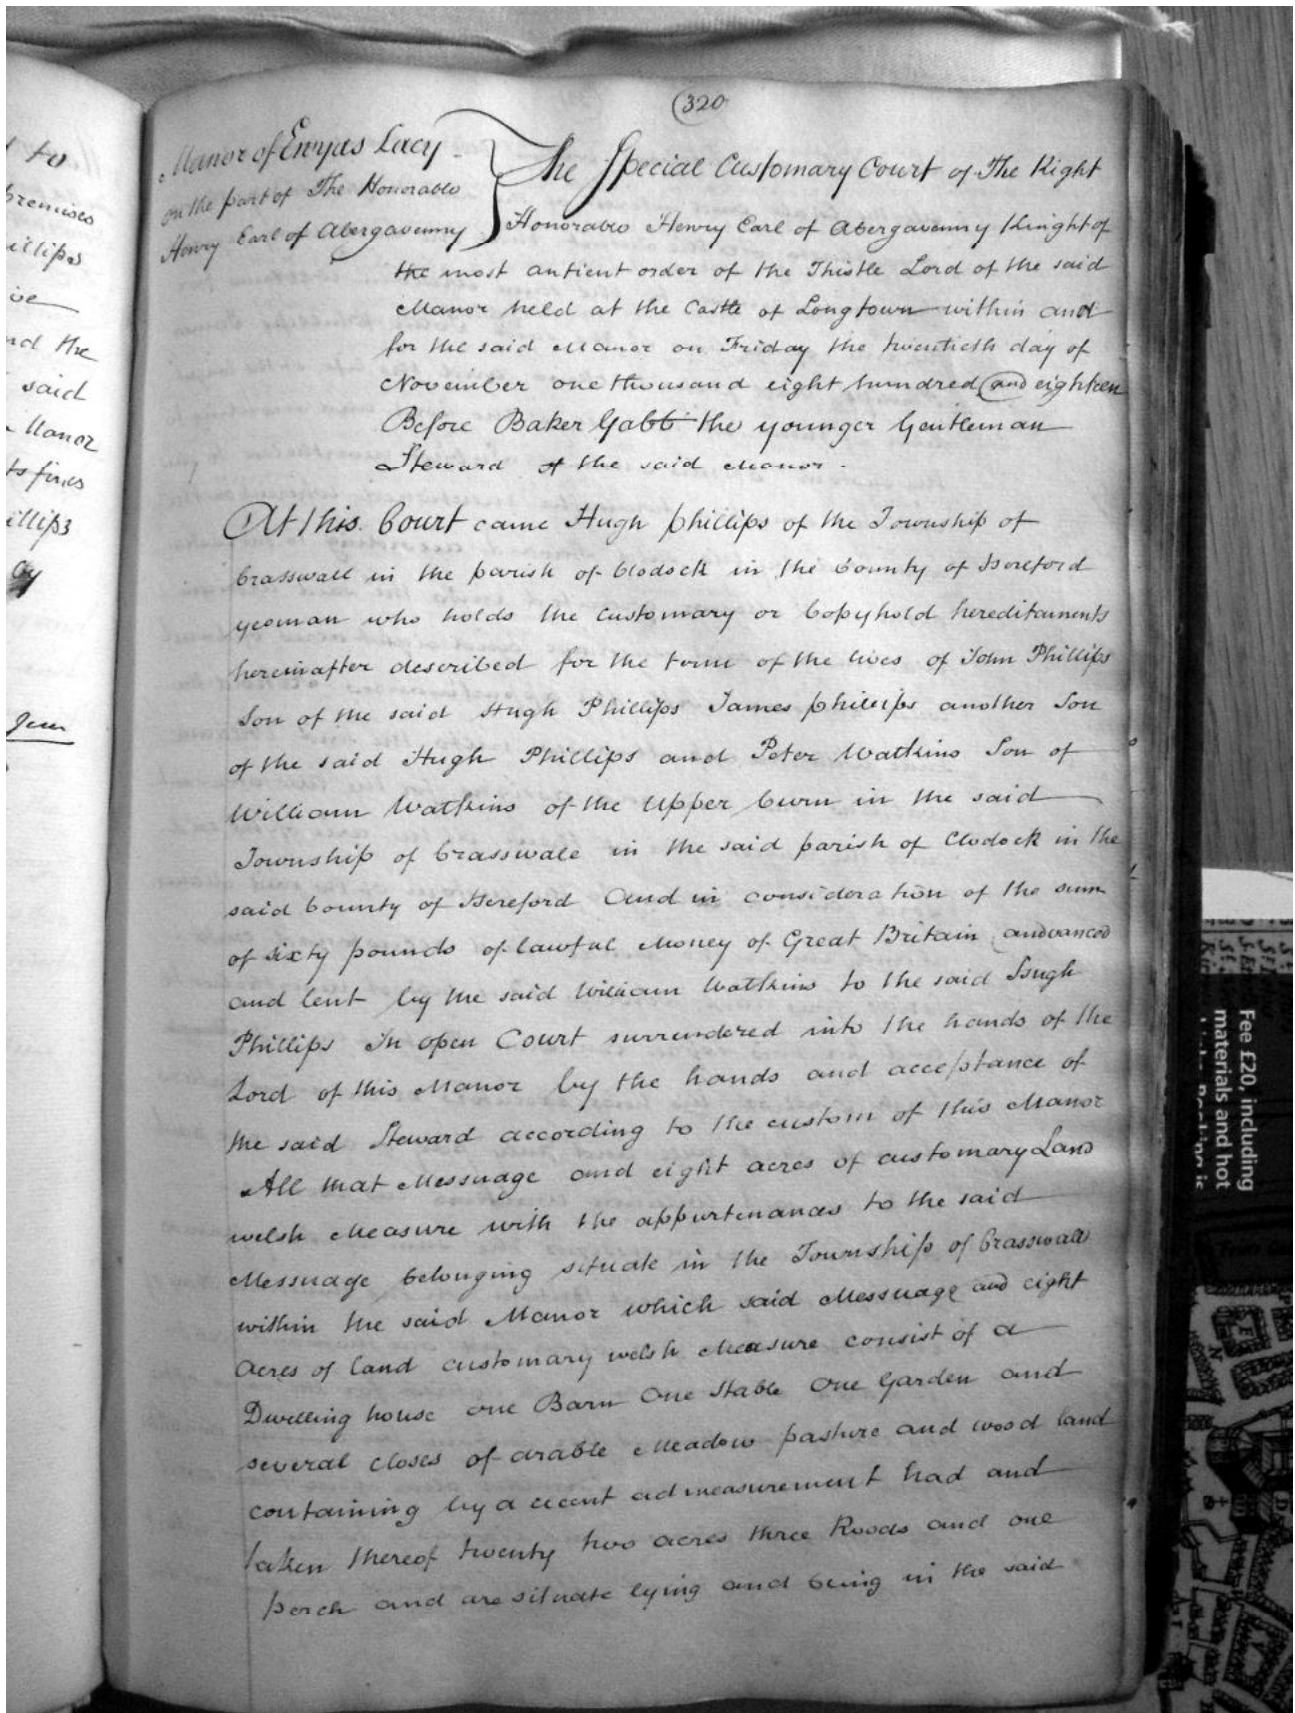 to
premises
illips
ive
nd the
said
Manor
ts fines
illips
by
Jun
(320
Manor of Ewyas Lacy
on the part of The Honorable
Henry Earl of Abergavenny
The Special Customary Court of The Right
Honorable Henry Earl of Abergavenny Knight of
the most antient order of the Thistle Lord of the said
Manor held at the Castle of Longtown within and
for the said Manor on Friday the twentieth day of
November one thousand eight hundred and eighteen
Before Baker Gabb the younger Gentleman
Steward of the said Manor.
At this Court came Hugh Phillips of the Township of
Crasswall in the parish of Clodock in the County of Hereford
yeoman who holds the customary or Copyhold hereditaments
hereinafter described for the term of the lives of John Phillips
Son of the said Hugh Phillips James Phillips another Son
of the said Hugh Phillips and Peter Watkins Son of
William Watkins of the Upper Cwm in the said
Township of Crasswall in the said parish of Clodock in the
said County of Hereford And in consideration of the sum
of sixty pounds of lawful Money of Great Britain andvanced
and lent by the said William Watkins to the said Hugh
Phillips In open Court surrendered into the hands of the
Lord of this Manor by the hands and acceptance of
the said Steward according to the custom of this Manor
All that Messuage and eight acres of customary Land
welsh Measure with the appurtenances to the said
Messuage belonging situate in the Township of Crasswall
within the said Manor which said Messuage and eight
Acres of land customary welsh Measure consist of a
Dwelling house one Barn One Stable One Garden and
several closes of arable Meadow pasture and wood land
containing by a recent admeasurement had and
taken thereof twenty two acres three Roods and one
perch and are situate lying and being in the said
Fee £20, including
materials and hot